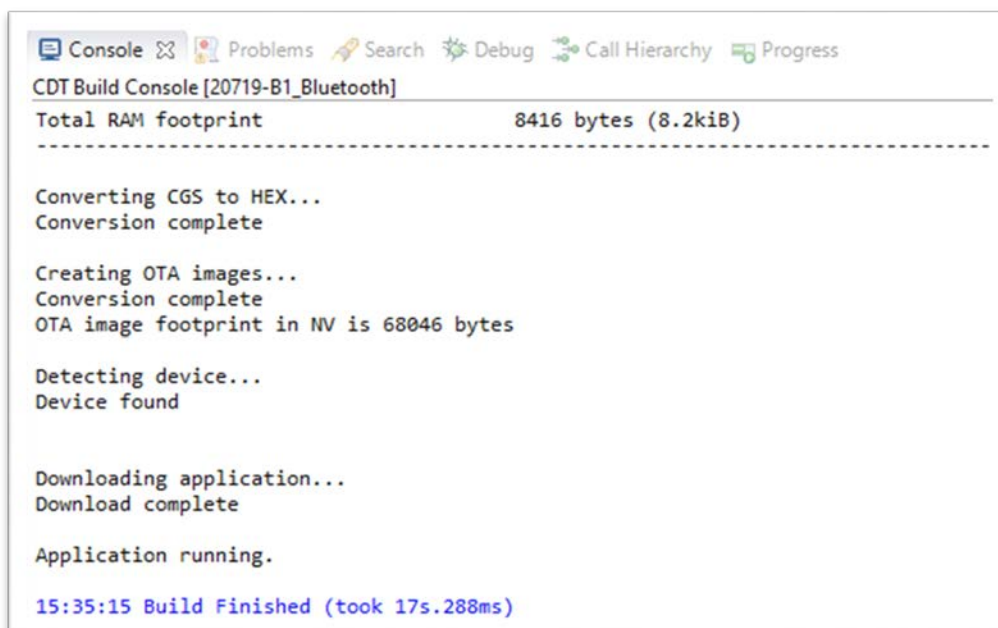 Console Problems Search Debug Call Hierarchy Progress
CDT Build Console [20719-B1_Bluetooth]
Total RAM footprint 8416 bytes (8.2kiB)
--------------------------------------------------------------------------------
Converting CGS to HEX...
Conversion complete
Creating OTA images...
Conversion complete
OTA image footprint in NV is 68046 bytes
Detecting device...
Device found
Downloading application...
Download complete
Application running.
15:35:15 Build Finished (took 17s.288ms)